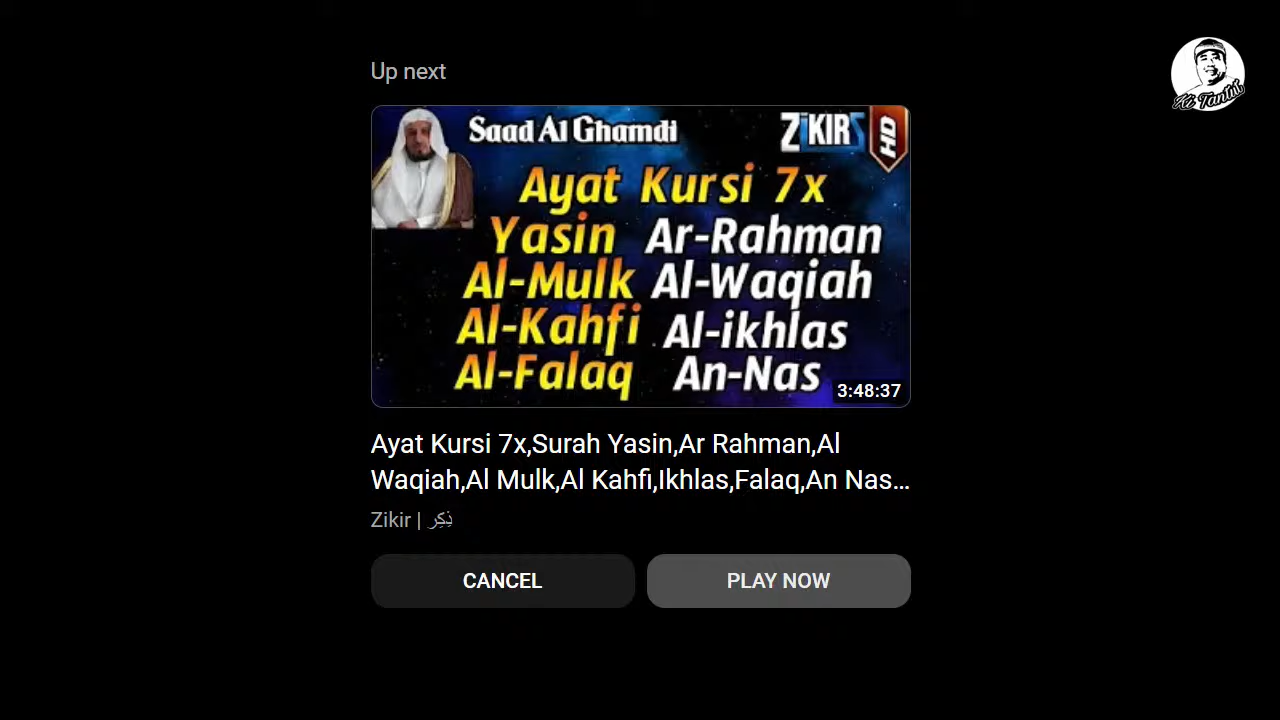 Up next
Ki Tantut
Saad Al Ghamdi
ZIKIR
HD
Ayat Kursi 7x
Yasin Ar-Rahman
Al-Mulk Al-Waqiah
Al-Kahfi Al-ikhlas
Al-Falaq An-Nas
3:48:37
Ayat Kursi 7x,Surah Yasin,Ar Rahman,Al
Waqiah,Al Mulk,Al Kahfi,Ikhlas,Falaq,An Nas...
Zikir | ذِكِر
CANCEL
PLAY NOW